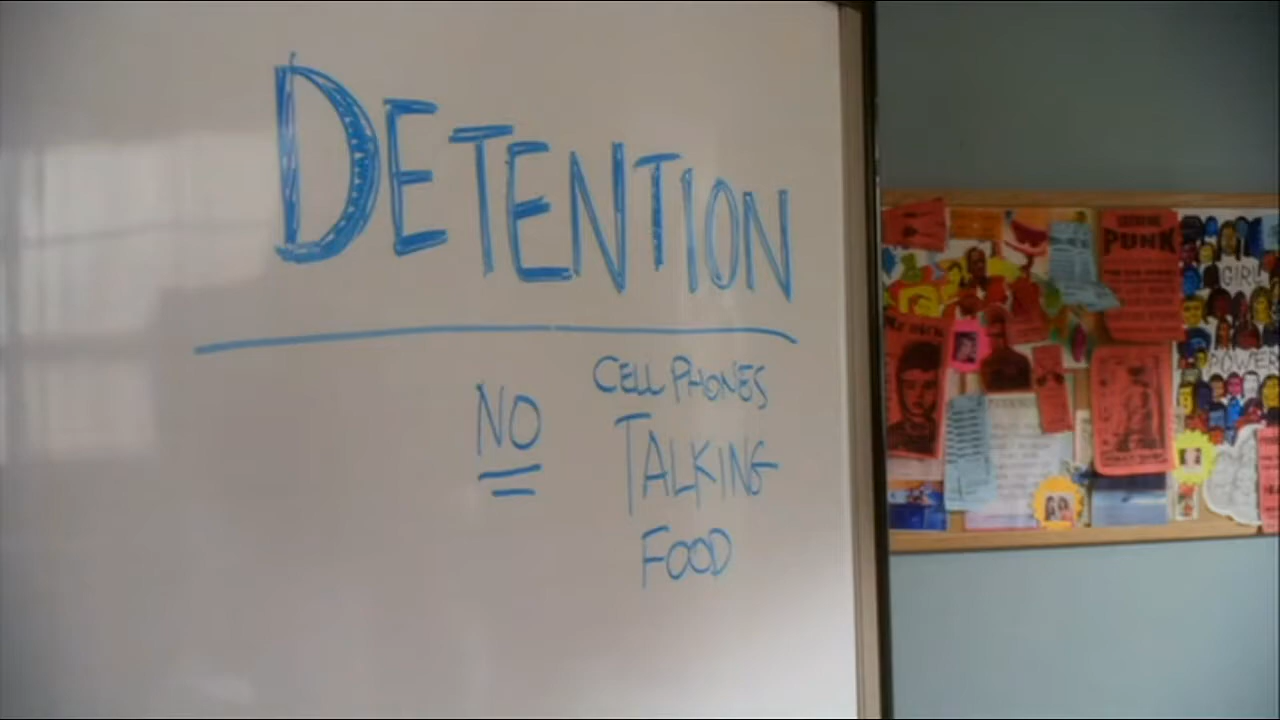 DETENTION
NO
CELL PHONES
TALKING
FOOD
PUNK
GIRL
POWER